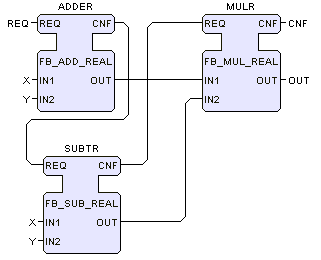 ADDER MULR
REQ REQ CNF REQ CNF CNF
FB_ADD_REAL FB_MUL_REAL
X IN1 OUT IN1 OUT OUT
Y IN2 IN2
SUBTR
REQ CNF
FB_SUB_REAL
X IN1 OUT
Y IN2